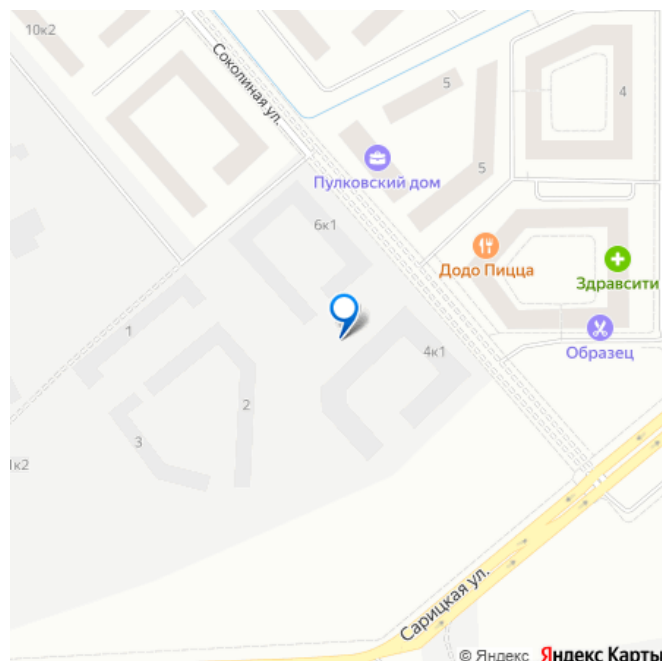 10к2
Соколиная ул.
5
4
Пулковский дом
5
6к1
Додо Пицца
Здравсити
1
4к1
Образец
2
3
1к2
Сарицкая ул.
© Яндекс Яндекс Карты